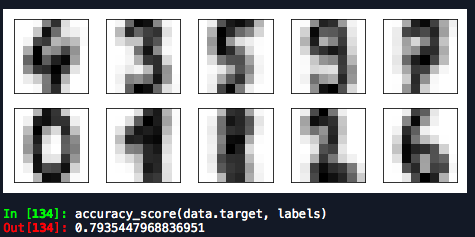 In [134]: accuracy_score(data.target, labels)
Out[134]: 0.7935447968836951